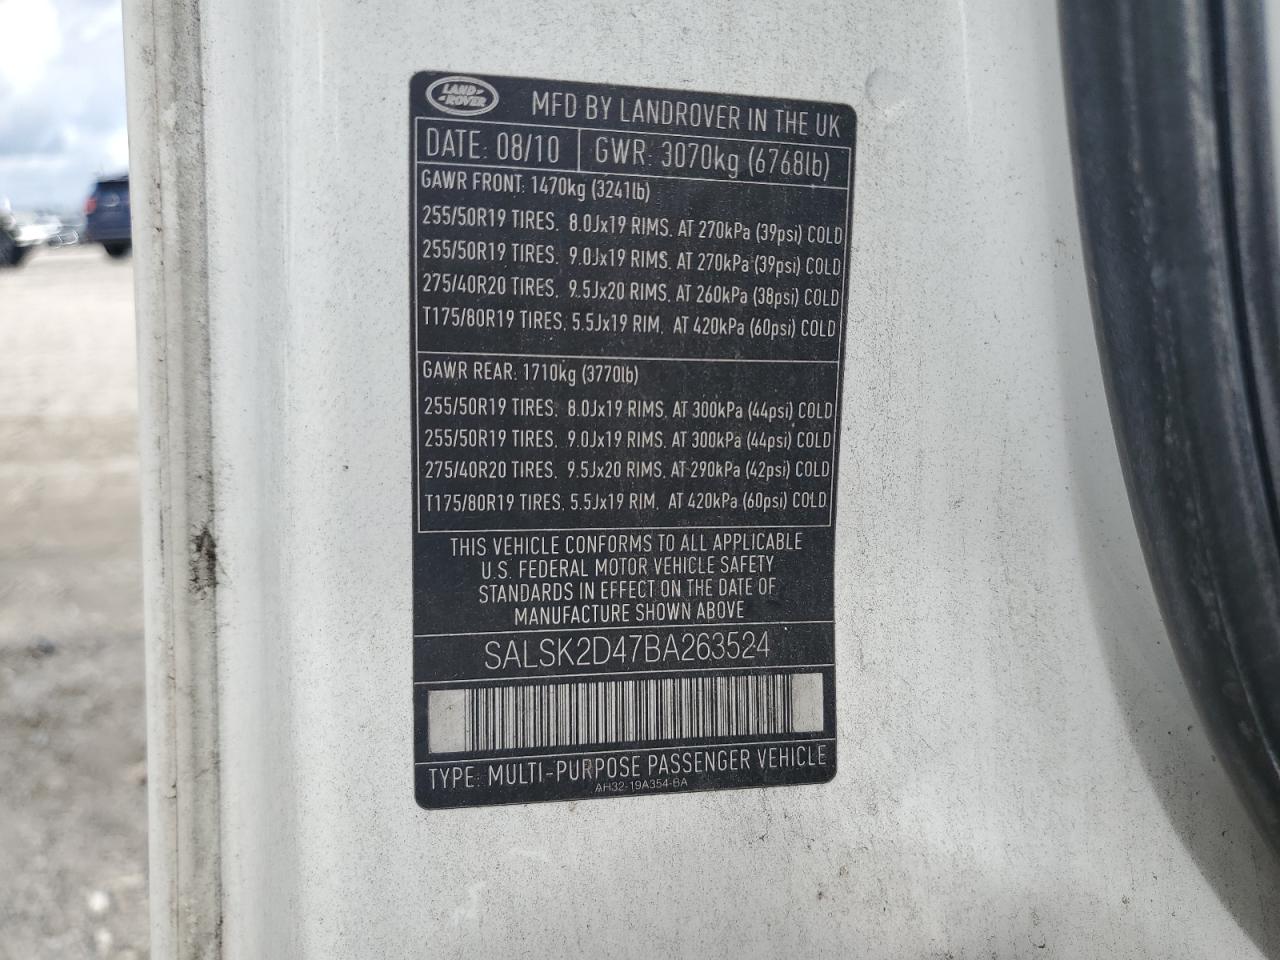 LAND ROVER
MFD BY LANDROVER IN THE UK
DATE: 08/10 GWR: 3070kg (6768lb)
GAWR FRONT: 1470kg (3241lb)
255/50R19 TIRES, 8.0Jx19 RIMS, AT 270kPa (39psi) COLD
255/50R19 TIRES, 9.0Jx19 RIMS, AT 270kPa (39psi) COLD
275/40R20 TIRES, 9.5Jx20 RIMS, AT 260kPa (38psi) COLD
T175/80R19 TIRES, 5.5Jx19 RIM, AT 420kPa (60psi) COLD
GAWR REAR: 1710kg (3770lb)
255/50R19 TIRES, 8.0Jx19 RIMS, AT 300kPa (44psi) COLD
255/50R19 TIRES, 9.0Jx19 RIMS, AT 300kPa (44psi) COLD
275/40R20 TIRES, 9.5Jx20 RIMS, AT 290kPa (42psi) COLD
T175/80R19 TIRES, 5.5Jx19 RIM, AT 420kPa (60psi) COLD
THIS VEHICLE CONFORMS TO ALL APPLICABLE
U.S. FEDERAL MOTOR VEHICLE SAFETY
STANDARDS IN EFFECT ON THE DATE OF
MANUFACTURE SHOWN ABOVE
SALSK2D47BA263524
TYPE: MULTI-PURPOSE PASSENGER VEHICLE
AH32-19A354-BA